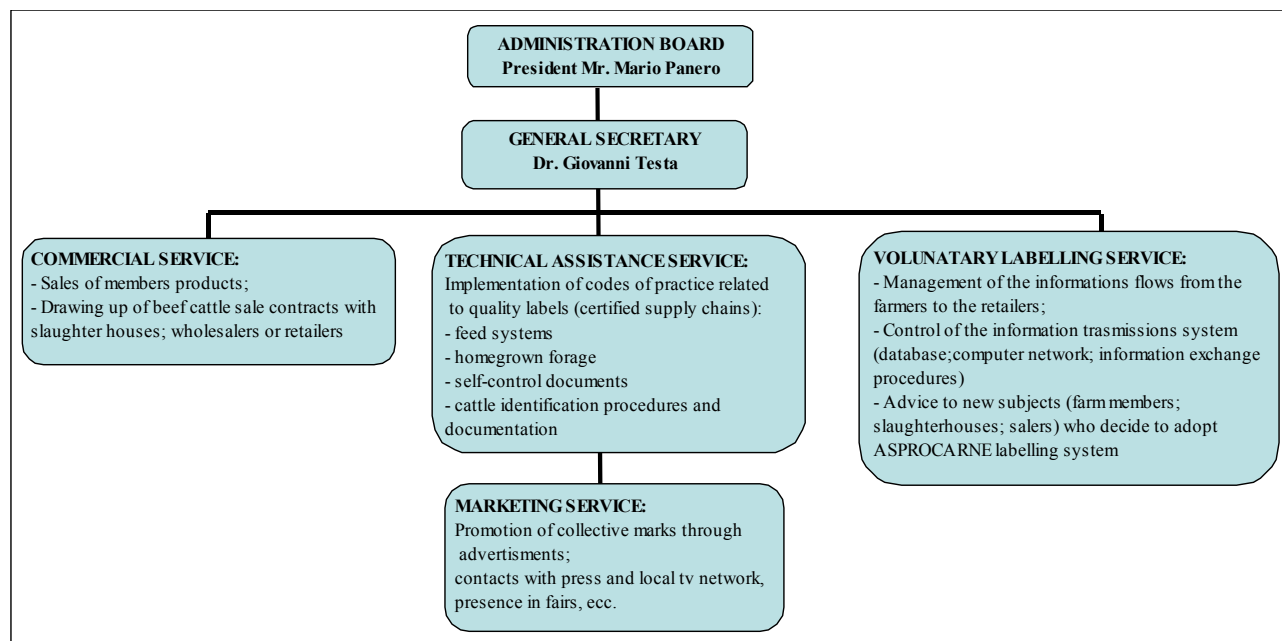 ADMINISTRATION BOARD
President Mr. Mario Panero
GENERAL SECRETARY
Dr. Giovanni Testa
COMMERCIAL SERVICE:
- Sales of members products;
- Drawing up of beef cattle sale contracts with
slaughter houses; wholesalers or retailers
TECHNICAL ASSISTANCE SERVICE:
Implementation of codes of practice related
to quality labels (certified supply chains):
- feed systems
- homegrown forage
- self-control documents
- cattle identification procedures and
documentation
VOLUNATARY LABELLING SERVICE:
- Management of the informations flows from the
farmers to the retailers;
- Control of the information trasmissions system
(database;computer network; information exchange
procedures)
- Advice to new subjects (farm members;
slaughterhouses; salers) who decide to adopt
ASPROCARNE labelling system
MARKETING SERVICE:
Promotion of collective marks through
advertisments;
contacts with press and local tv network,
presence in fairs, ecc.